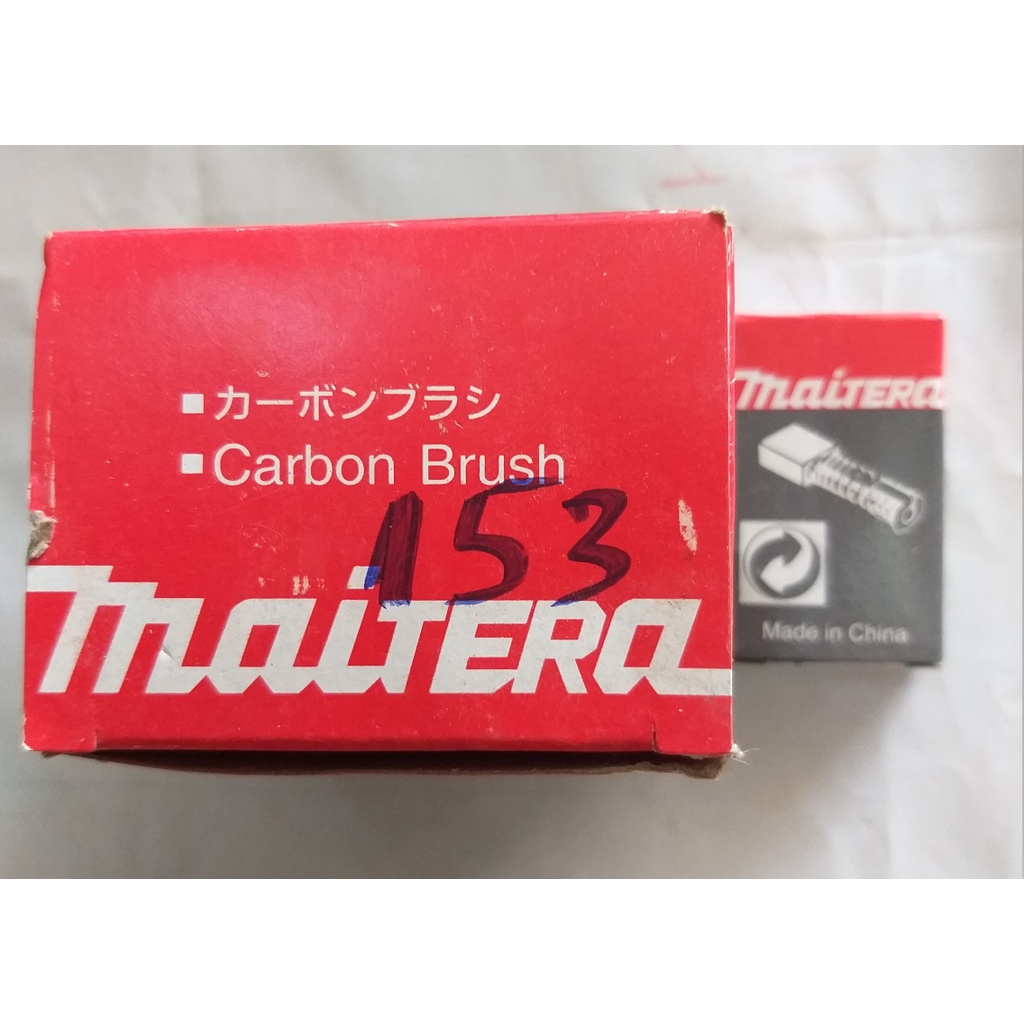 ■カーボンブラシ
■Carbon Brush
153
maiTERa
maiTERa
Made in China